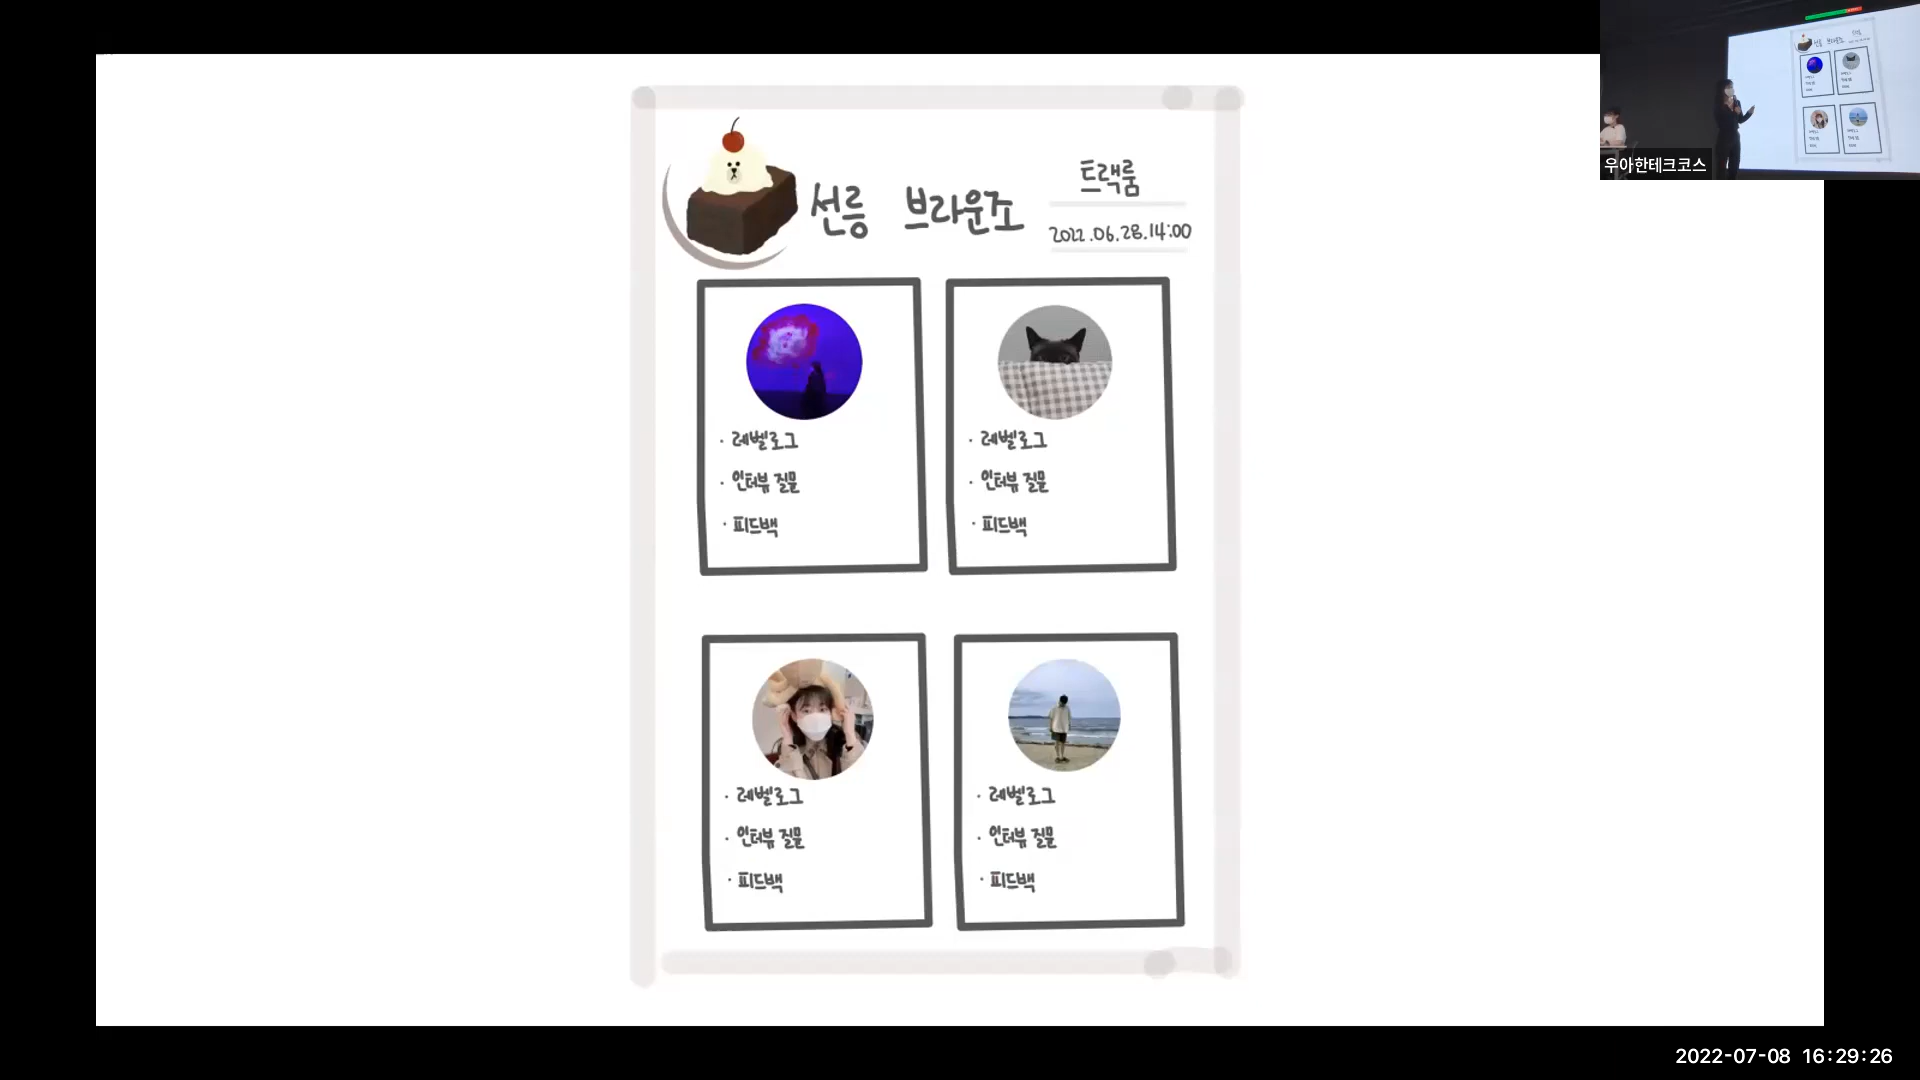 우아한테크코스
선릉 브라운조
트랙룸
2022.06.28.14:00
· 레벨로그
· 인터뷰 질문
· 피드백
· 레벨로그
· 인터뷰 질문
· 피드백
· 레벨로그
· 인터뷰 질문
· 피드백
· 레벨로그
· 인터뷰 질문
· 피드백
2022-07-08 16:29:26